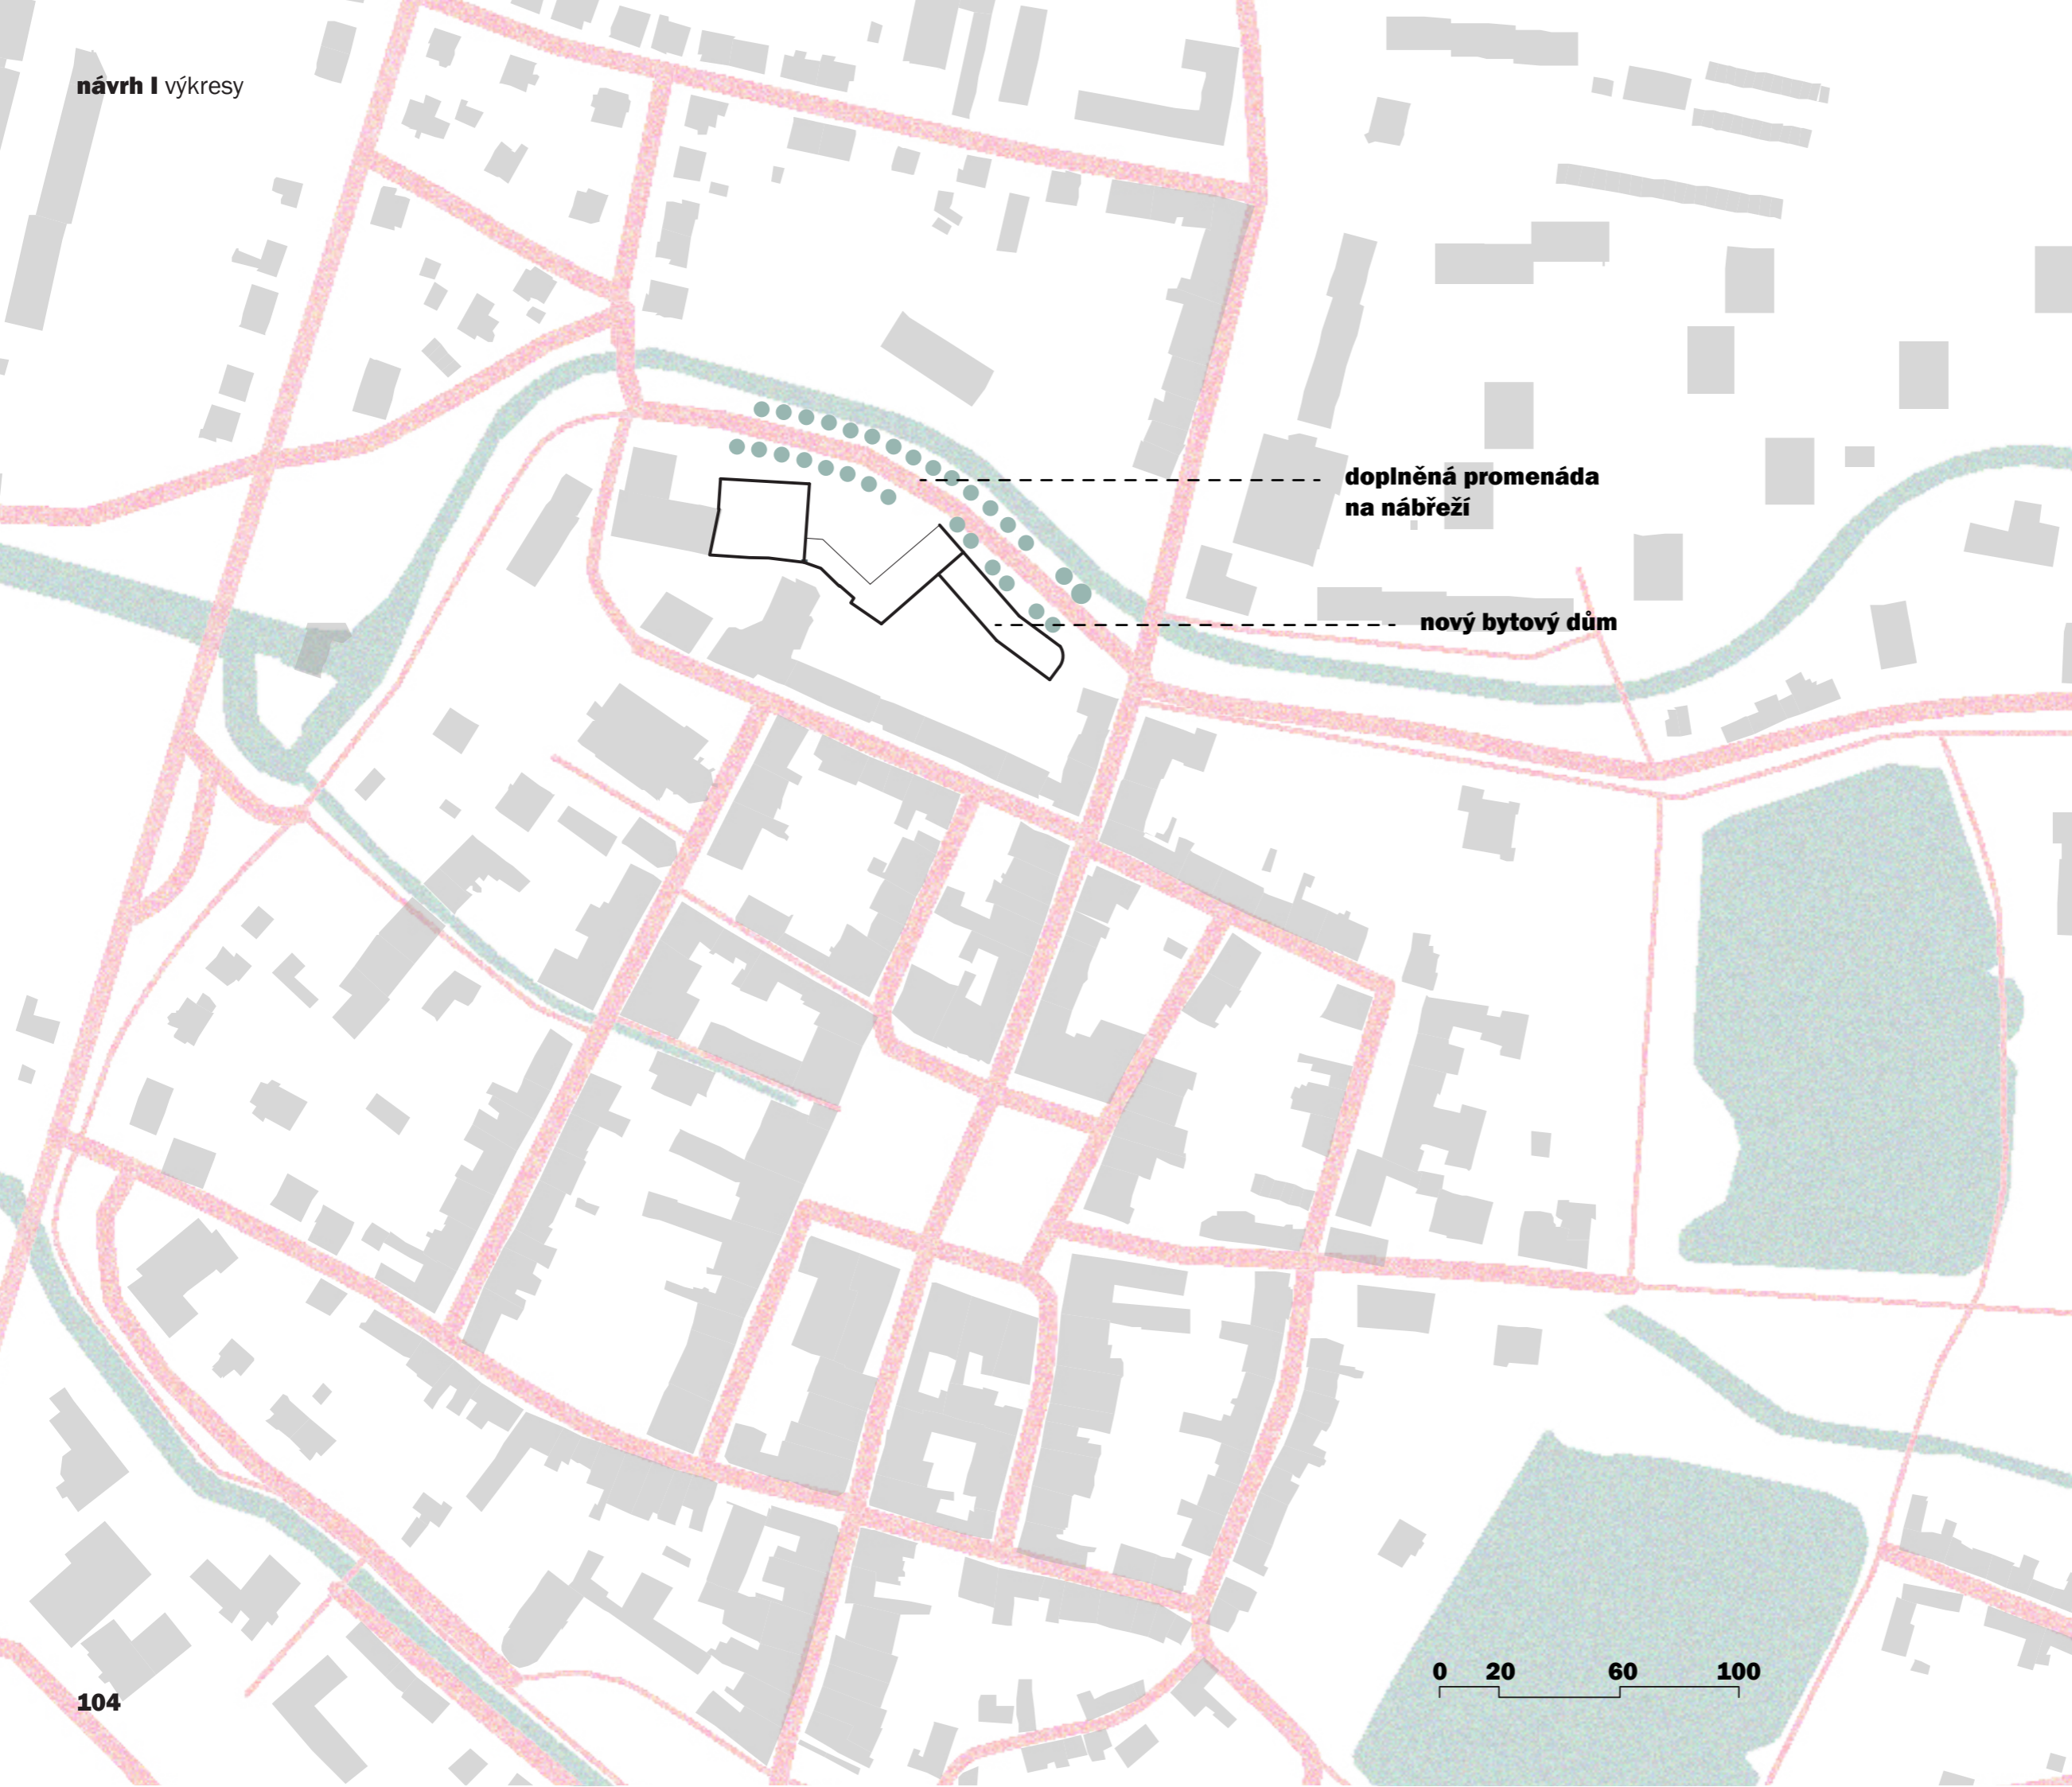 návrh I výkresy
doplněná promenáda
na nábřeží
nový bytový dům
0 20 60 100
104